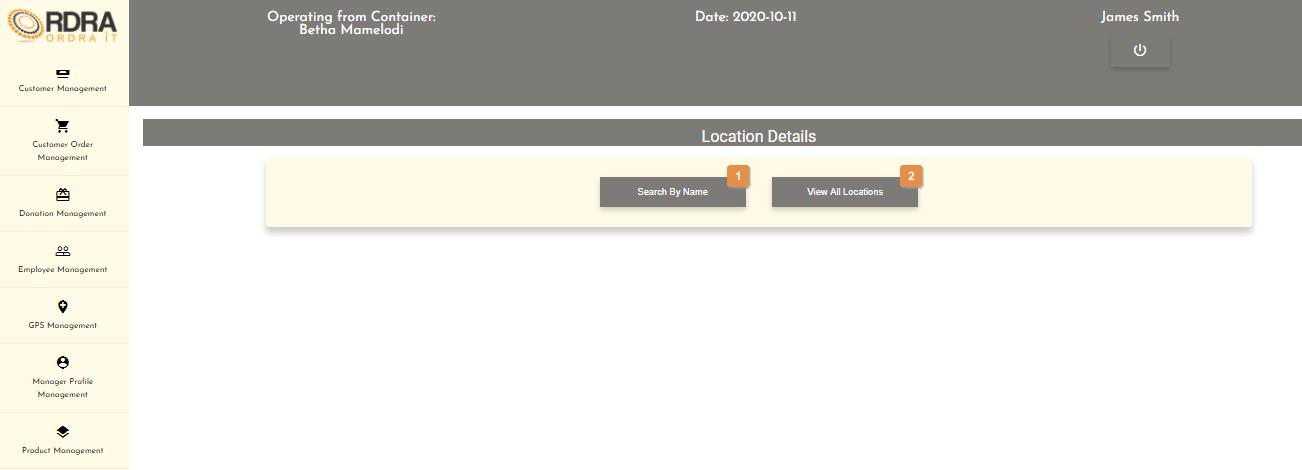 RDRA
ORDRA IT
Operating from Container:
Betha Mamelodi
Date: 2020-10-11
James Smith
Customer Management
Customer Order
Management
Donation Management
Employee Management
GPS Management
Manager Profile
Management
Product Management
Location Details
Search By Name
1
View All Locations
2